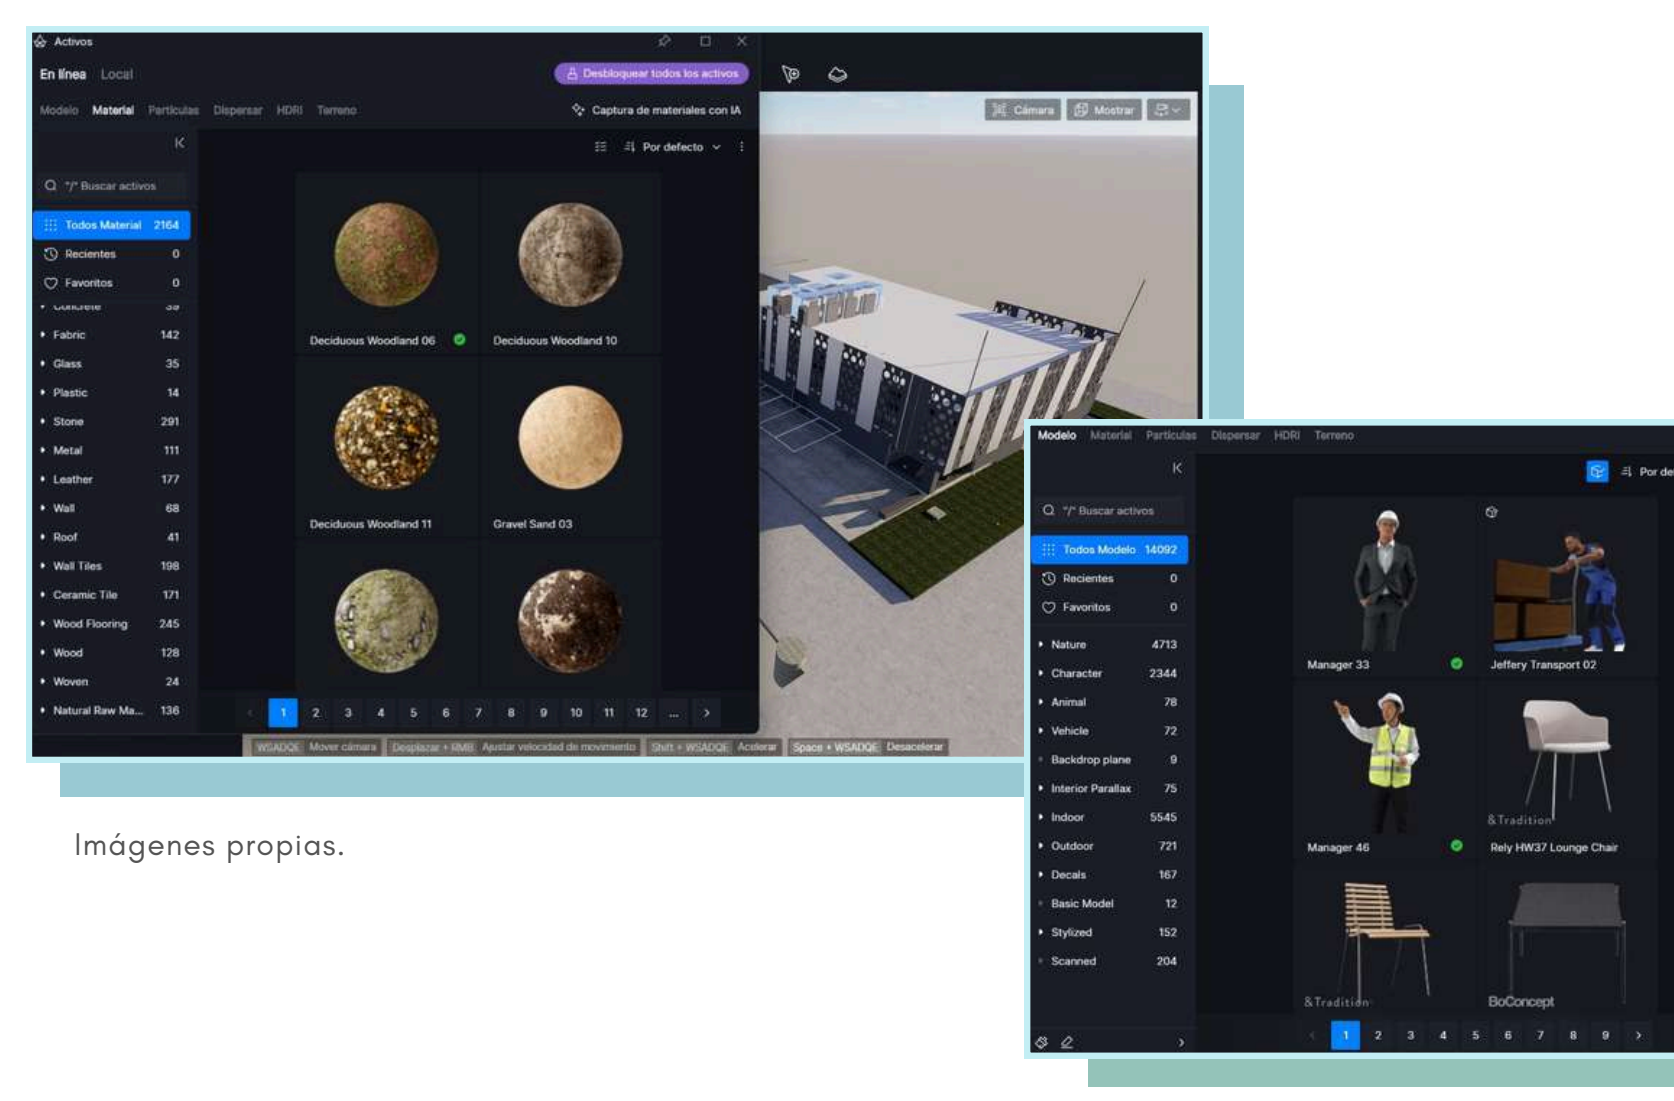 Activos
En línea Local
Desbloquear todos los activos
Modelo Material Partículas Dispersar HDRI Terreno
Captura de materiales con IA
Por defecto
"/" Buscar activos
Todos Material 2164
Recientes 0
Favoritos 0
Concrete 39
Fabric 142
Glass 35
Plastic 14
Stone 291
Metal 111
Leather 177
Wall 68
Roof 41
Wall Tiles 198
Ceramic Tile 171
Wood Flooring 245
Wood 128
Woven 24
Natural Raw Ma... 136
Deciduous Woodland 06
Deciduous Woodland 10
Deciduous Woodland 11
Gravel Sand 03
1 2 3 4 5 6 7 8 9 10 11 12 ...
Cámara Mostrar
WSADQE Mover cámara Desplazar + RMB Ajustar velocidad de movimiento Shift + WSADQE Acelerar Space + WSADQE Desacelerar
Modelo Material Partículas Dispersar HDRI Terreno
Por de
"/" Buscar activos
Todos Modelo 14092
Recientes 0
Favoritos 0
Nature 4713
Character 2344
Animal 78
Vehicle 72
Backdrop plane 9
Interior Parallax 75
Indoor 5545
Outdoor 721
Decals 167
Basic Model 12
Stylized 152
Scanned 204
Manager 33
Jeffery Transport 02
Manager 46
&Tradition
Rely HW37 Lounge Chair
&Tradition
BoConcept
1 2 3 4 5 6 7 8 9
Imágenes propias.